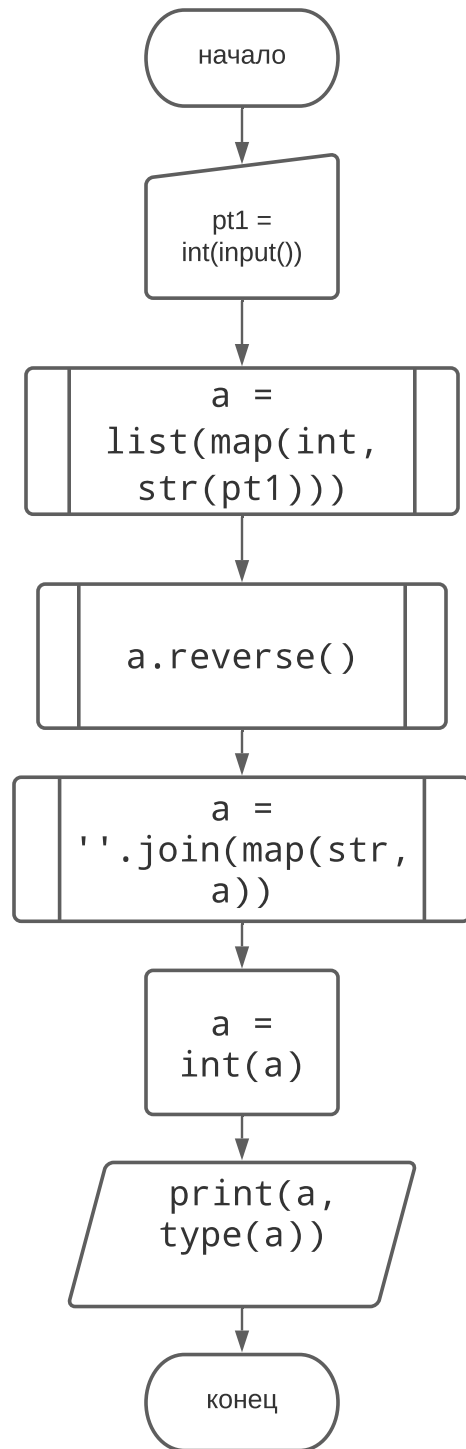 начало
pt1 =
int(input())
a =
list(map(int,
str(pt1)))
a.reverse()
a =
''.join(map(str,
a))
a =
int(a)
print(a,
type(a))
конец